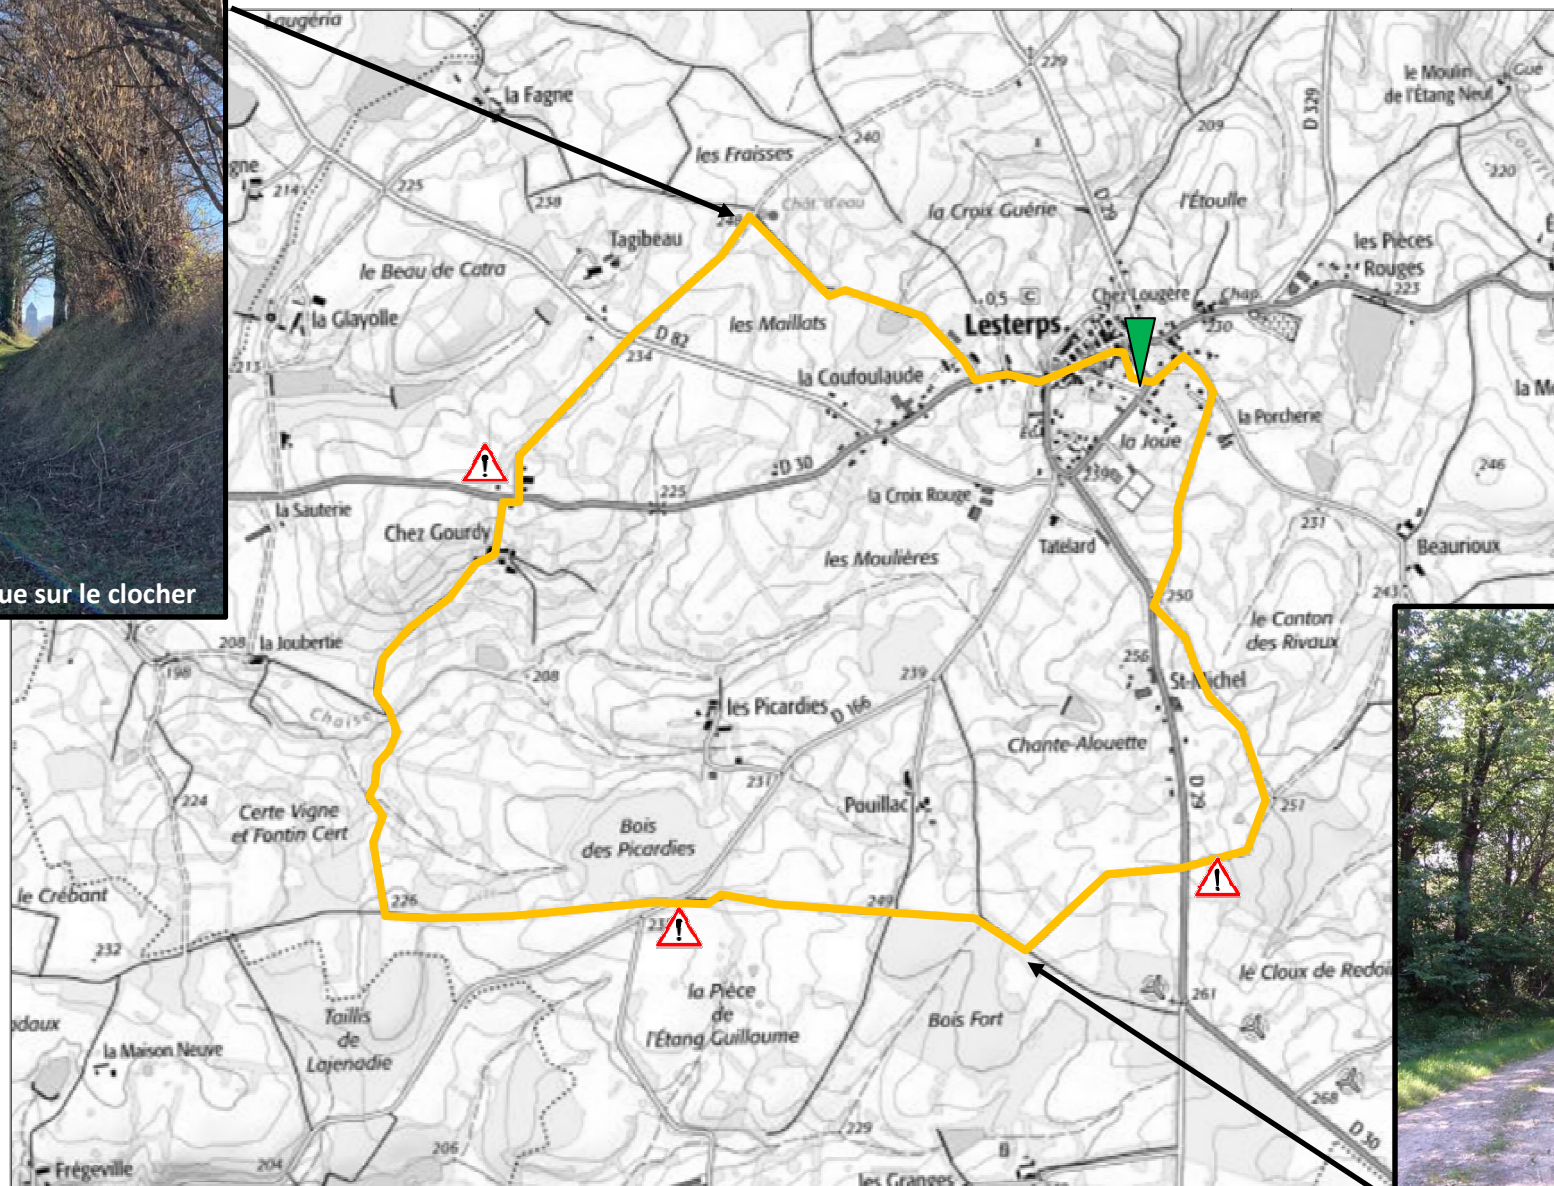 Laugéria
la Fagne
229
le Moulin
de l'Étang Neuf
Gué
D 329
209
240
les Fraisses
214
225
238
220
Chât. d'eau
la Croix Guérie
D 29
l'Étoulle
Tagibeau
le Beau de Catra
les Pièces
Rouges
223
0,5
C
Chez Lougère
Chap.
230
la Glayolle
les Maillats
Lesterps
D 82
234
213
la Coufoulaude
la Porcherie
la Joue
D 30
239
246
la Croix Rouge
225
la Sauterie
231
Chez Gourdy
Tatelard
Beaurioux
les Moulières
ue sur le clocher
250
243
le Canton
des Rivaux
208
la Joubertie
198
256
St-Michel
208
239
Chaise
les Picardies
D 166
Chante-Alouette
231
D 29
224
Pouillac
251
Certe Vigne
et Fontin Cert
Bois
des Picardies
le Crébant
226
249
232
le Cloux de Redoi
la Pièce
de
l'Étang Guillaume
261
Taillis
de
Lajenadie
Bois Fort
la Maison Neuve
268
229
D 30
206
204
Frégeville
les Granges